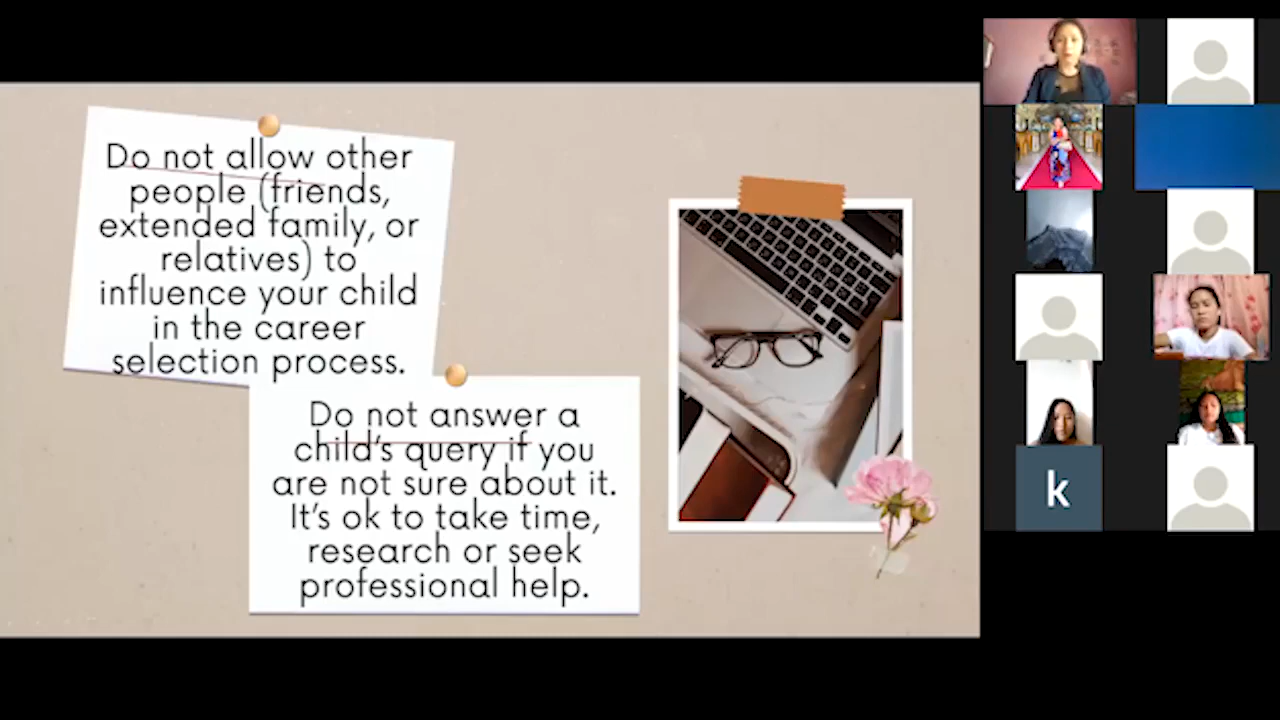 Do not allow other
people (friends,
extended family, or
relatives) to
influence your child
in the career
selection process.
Do not answer a
child's query if you
are not sure about it.
It's ok to take time,
research or seek
professional help.
k